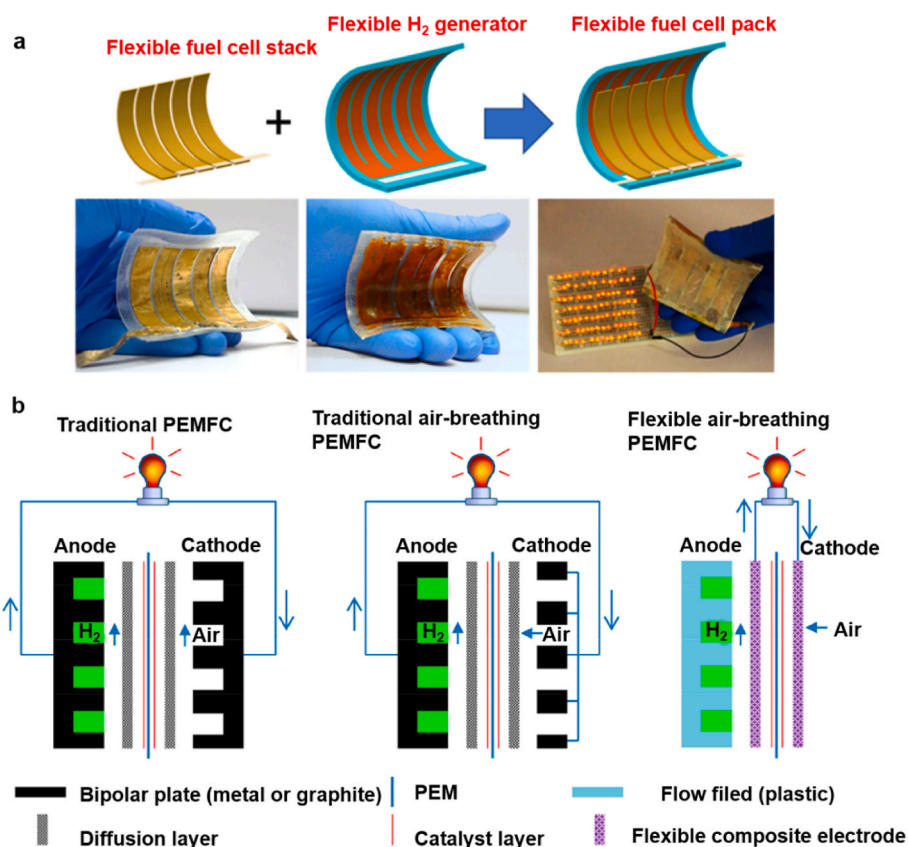 a
Flexible fuel cell stack
Flexible H₂ generator
Flexible fuel cell pack
+
b
Traditional PEMFC
Traditional air-breathing
PEMFC
Flexible air-breathing
PEMFC
Anode
Cathode
H₂
Air
Anode
Cathode
H₂
Air
Anode
Cathode
H₂
Air
Bipolar plate (metal or graphite)
PEM
Flow filed (plastic)
Diffusion layer
Catalyst layer
Flexible composite electrode